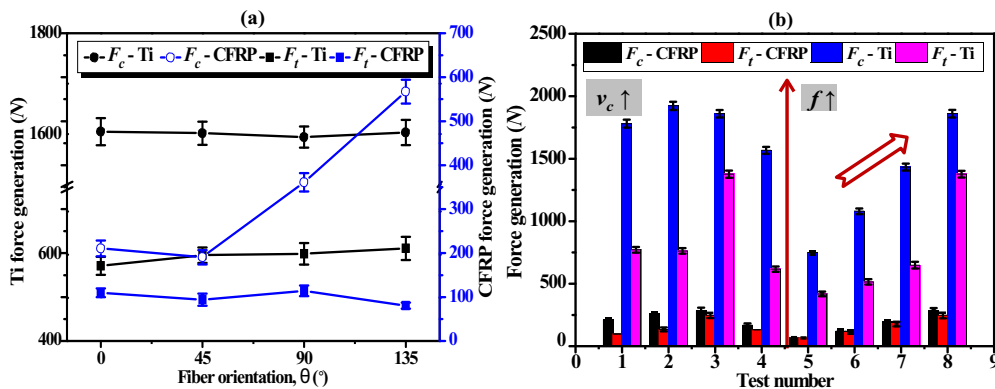 (a)
F_c - Ti F_c - CFRP F_t - Ti F_t - CFRP
Ti force generation (N)
1800
1600
600
400
CFRP force generation (N)
700
600
500
400
300
200
100
0
0 45 90 135
Fiber orientation, θ (°)
(b)
F_c - CFRP F_t - CFRP F_c - Ti F_t - Ti
v_c ↑
f ↑
Force generation (N)
2500
2000
1500
1000
500
0
0 1 2 3 4 5 6 7 8 9
Test number